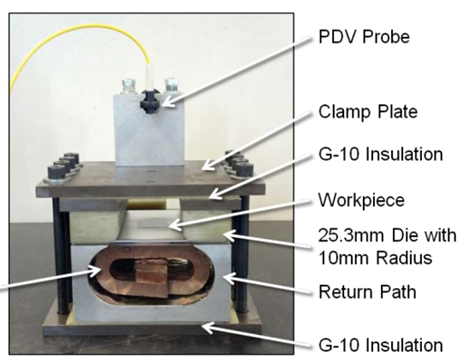 PDV Probe
Clamp Plate
G-10 Insulation
Workpiece
25.3mm Die with
10mm Radius
Return Path
G-10 Insulation